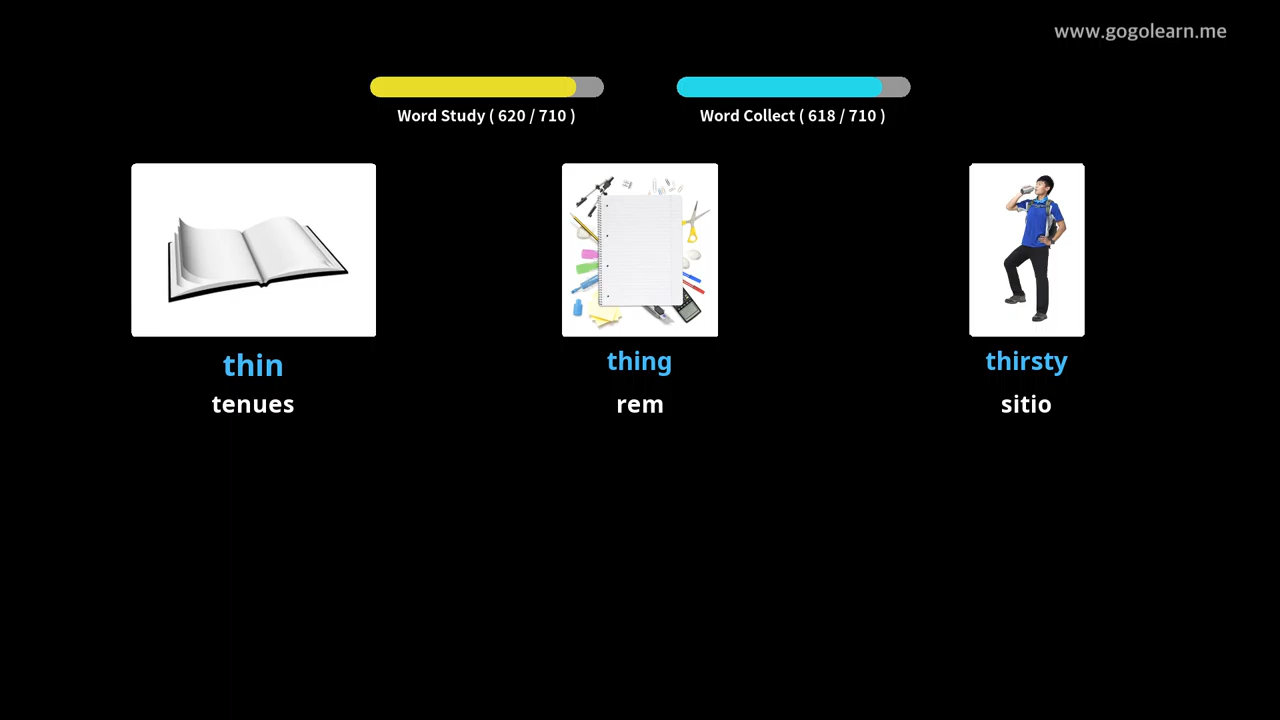 www.gogolearn.me
Word Study ( 620 / 710 )
Word Collect ( 618 / 710 )
thin
thing
thirsty
tenues
rem
sitio